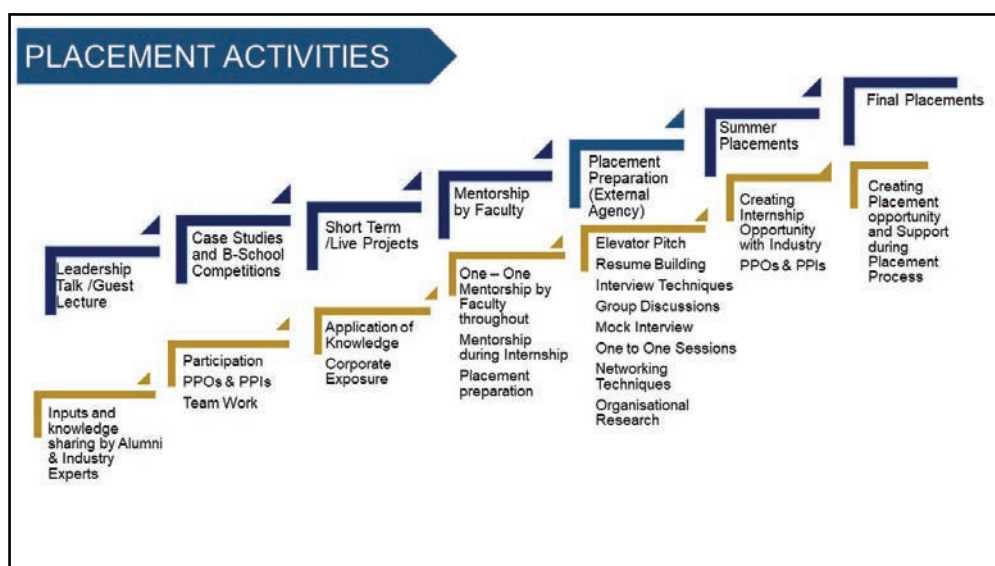 PLACEMENT ACTIVITIES
Leadership
Talk /Guest
Lecture
Inputs and
knowledge
sharing by Alumni
& Industry
Experts
Case Studies
and B-School
Competitions
Participation
PPOs & PPIs
Team Work
Short Term
/Live Projects
Application of
Knowledge
Corporate
Exposure
Mentorship
by Faculty
One – One
Mentorship by
Faculty
throughout
Mentorship
during Internship
Placement
preparation
Placement
Preparation
(External
Agency)
Elevator Pitch
Resume Building
Interview Techniques
Group Discussions
Mock Interview
One to One Sessions
Networking
Techniques
Organisational
Research
Summer
Placements
Creating
Internship
Opportunity
with Industry
PPOs & PPIs
Final Placements
Creating
Placement
opportunity
and Support
during
Placement
Process